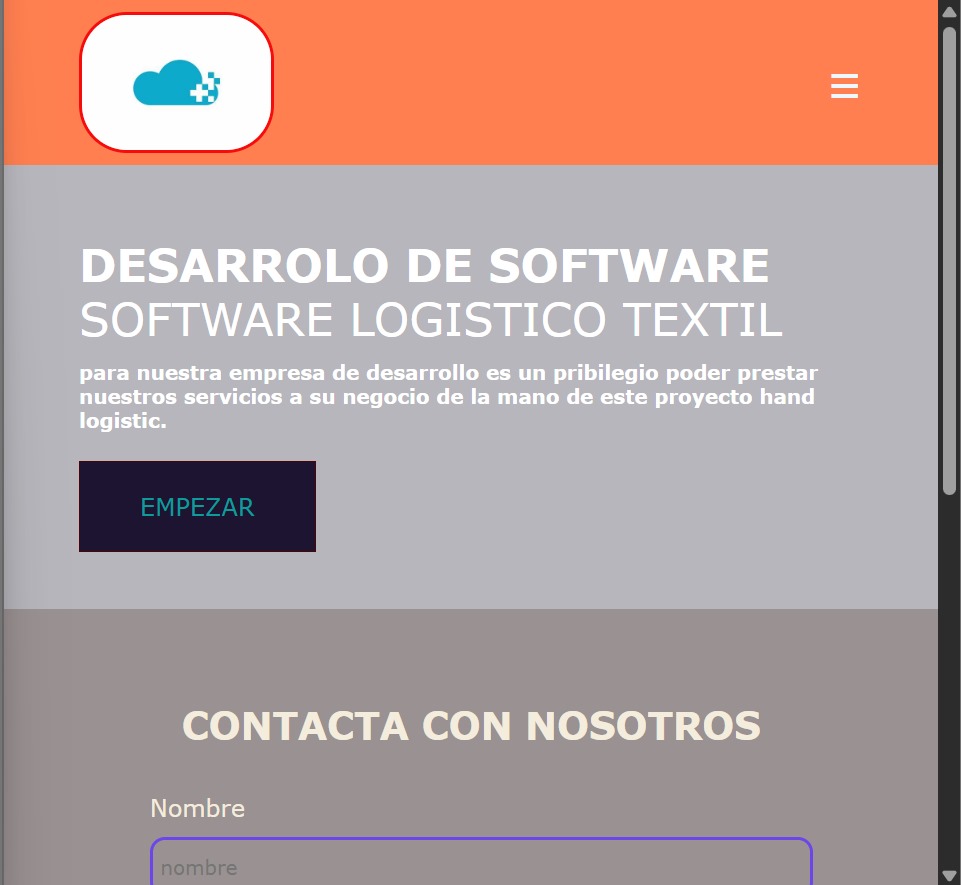 DESARROLO DE SOFTWARE
SOFTWARE LOGISTICO TEXTIL
para nuestra empresa de desarrollo es un pribilegio poder prestar
nuestros servicios a su negocio de la mano de este proyecto hand
logistic.
EMPEZAR
CONTACTA CON NOSOTROS
Nombre
nombre